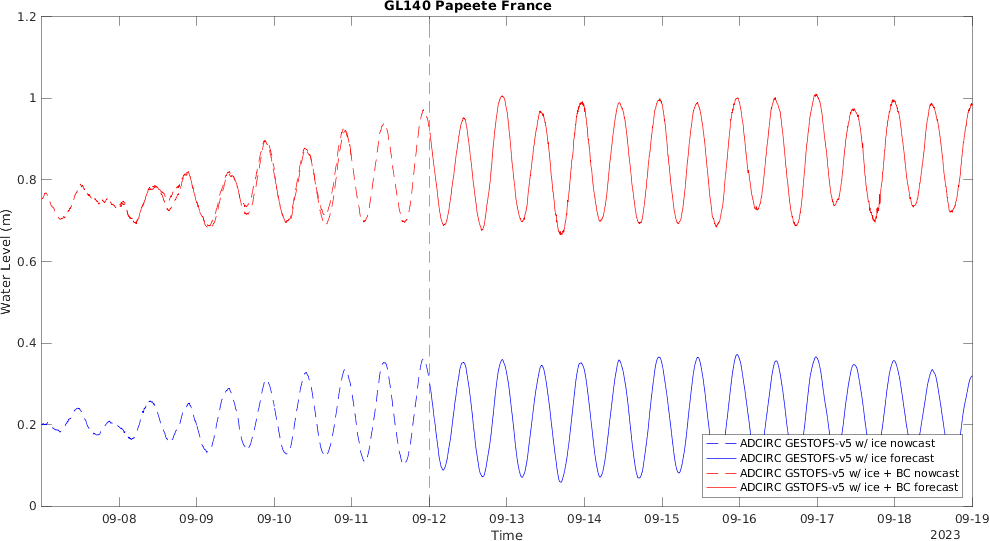 GL140 Papeete France
1.2
1
0.8
0.6
0.4
0.2
0
Water Level (m)
09-08 09-09 09-10 09-11 09-12 09-13 09-14 09-15 09-16 09-17 09-18 09-19
Time
2023
ADCIRC GESTOFS-v5 w/ ice nowcast
ADCIRC GESTOFS-v5 w/ ice forecast
ADCIRC GSTOFS-v5 w/ ice + BC nowcast
ADCIRC GSTOFS-v5 w/ ice + BC forecast